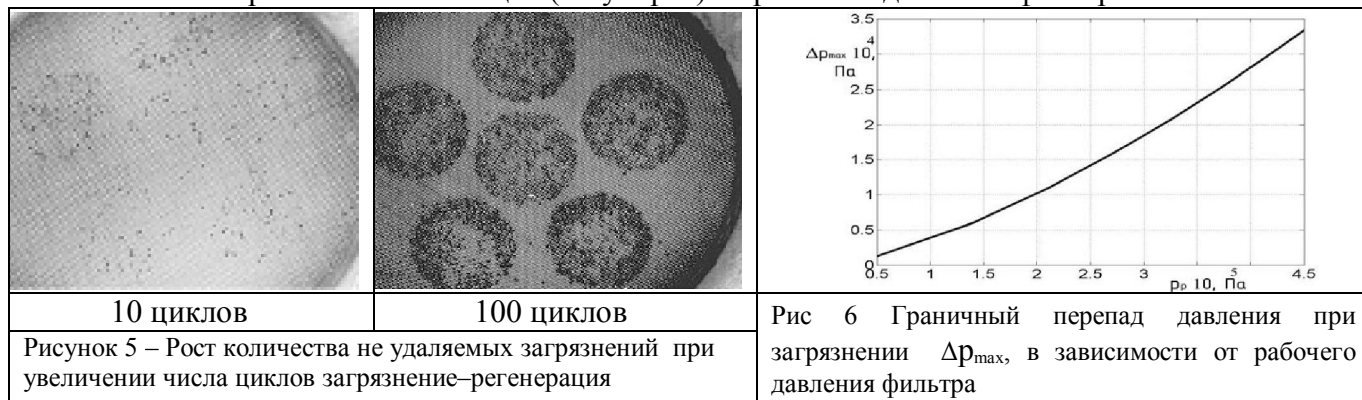 3.5
4
Δpmax 10,
Па
2.5
2
1.5
1
0.5
0
0.5 1 1.5 2 2.5 3 3.5 4.5
5
pр 10, Па
10 циклов
100 циклов
Рисунок 5 – Рост количества не удаляемых загрязнений при
увеличении числа циклов загрязнение–регенерация
Рис 6 Граничный перепад давления при
загрязнении Δpmax, в зависимости от рабочего
давления фильтра